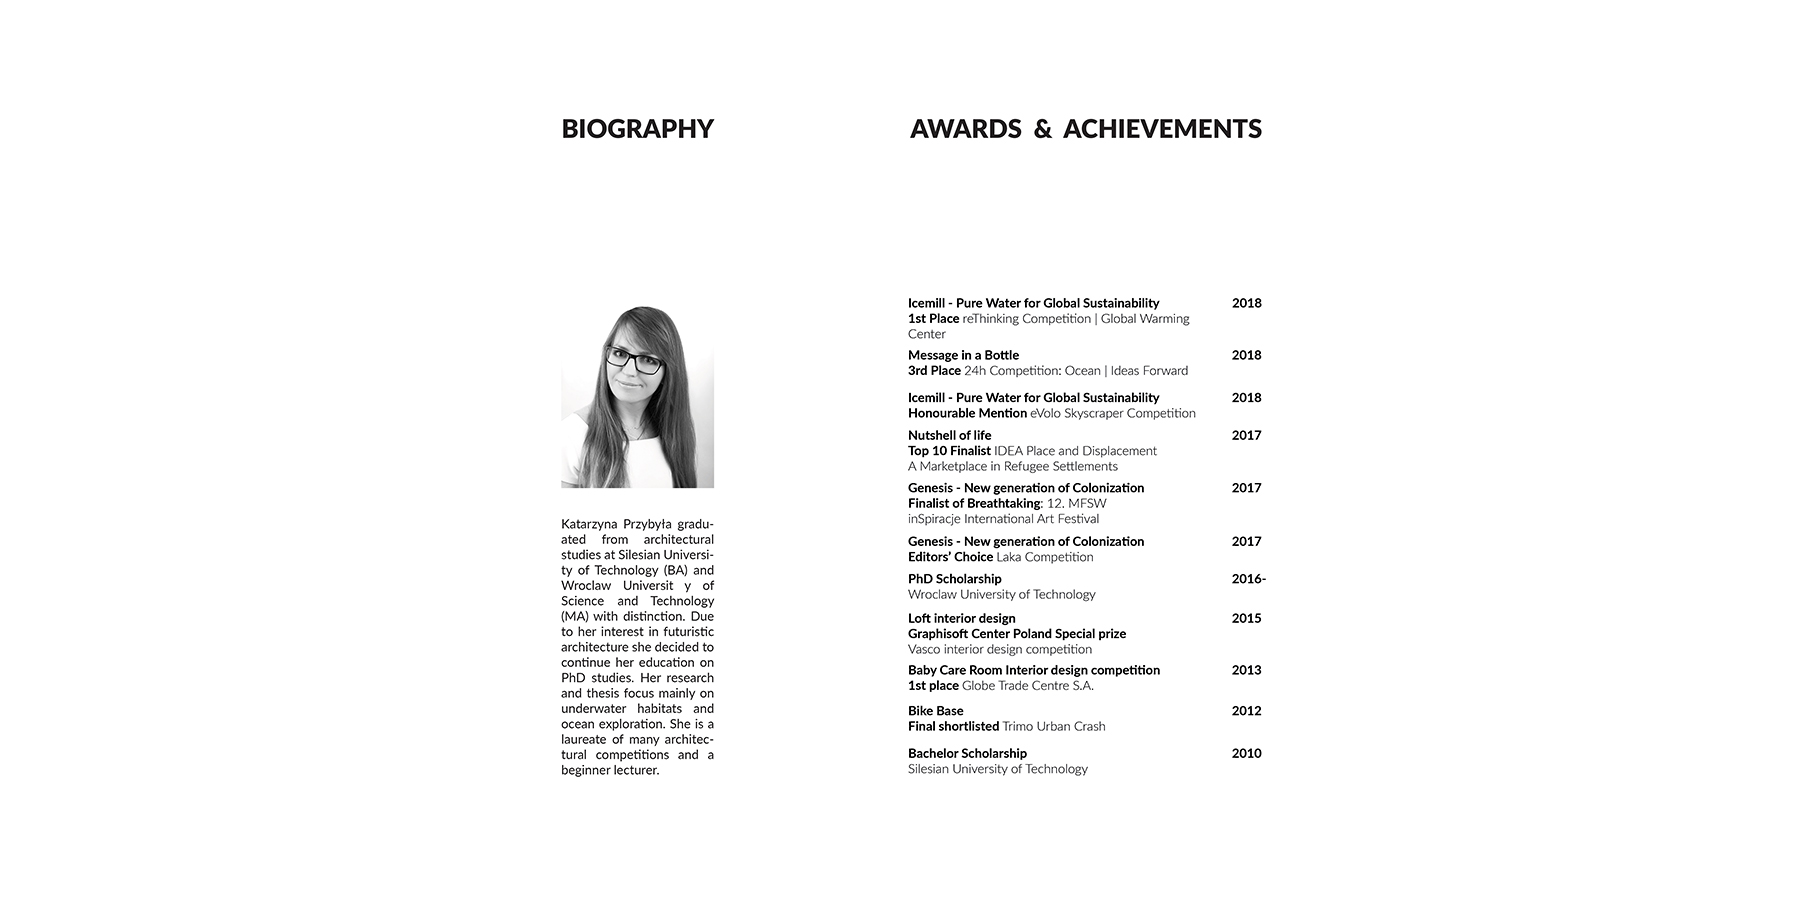 BIOGRAPHY
Katarzyna Przybyła gradu-
ated from architectural
studies at Silesian Universi-
ty of Technology (BA) and
Wroclaw Universit y of
Science and Technology
(MA) with distinction. Due
to her interest in futuristic
architecture she decided to
continue her education on
PhD studies. Her research
and thesis focus mainly on
underwater habitats and
ocean exploration. She is a
laureate of many architec-
tural competitions and a
beginner lecturer.
AWARDS & ACHIEVEMENTS
Icemill - Pure Water for Global Sustainability 2018
1st Place reThinking Competition | Global Warming
Center
Message in a Bottle 2018
3rd Place 24h Competition: Ocean | Ideas Forward
Icemill - Pure Water for Global Sustainability 2018
Honourable Mention eVolo Skyscraper Competition
Nutshell of life 2017
Top 10 Finalist IDEA Place and Displacement
A Marketplace in Refugee Settlements
Genesis - New generation of Colonization 2017
Finalist of Breathtaking: 12. MFSW
inSpiracje International Art Festival
Genesis - New generation of Colonization 2017
Editors’ Choice Laka Competition
PhD Scholarship 2016-
Wroclaw University of Technology
Loft interior design 2015
Graphisoft Center Poland Special prize
Vasco interior design competition
Baby Care Room Interior design competition 2013
1st place Globe Trade Centre S.A.
Bike Base 2012
Final shortlisted Trimo Urban Crash
Bachelor Scholarship 2010
Silesian University of Technology